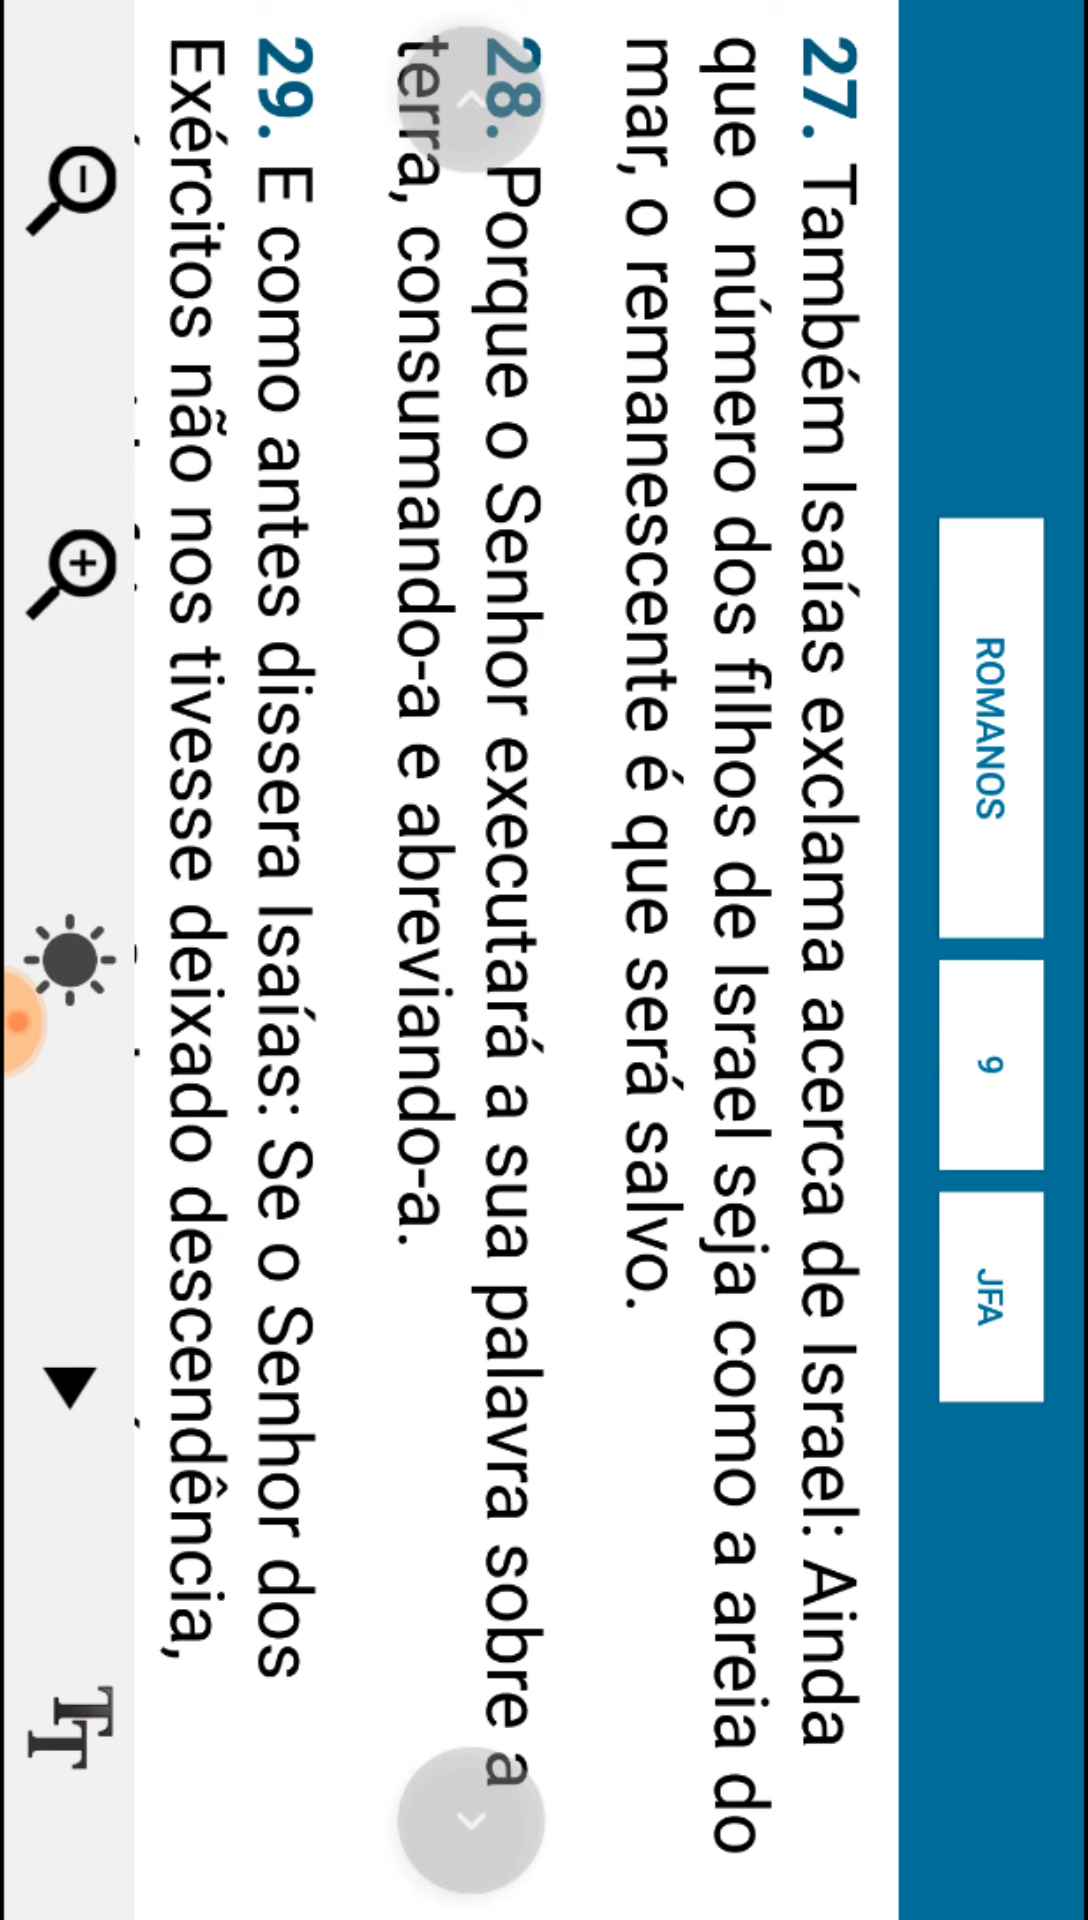 ROMANOS
9
JFA
27. Também Isaías exclama acerca de Israel: Ainda
que o número dos filhos de Israel seja como a areia do
mar, o remanescente é que será salvo.
28. Porque o Senhor executará a sua palavra sobre a
terra, consumando-a e abreviando-a.
29. E como antes dissera Isaías: Se o Senhor dos
Exércitos não nos tivesse deixado descendência,
TT